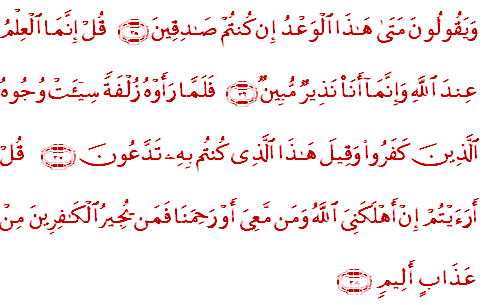 وَيَقُولُونَ مَتَىٰ هَـٰذَا ٱلْوَعْدُ إِن كُنتُمْ صَـٰدِقِينَ ﴿٢٥﴾ قُلْ إِنَّمَا ٱلْعِلْمُ
عِندَ ٱللَّهِ وَإِنَّمَآ أَنَا۠ نَذِيرٌ مُّبِينٌ ﴿٢٦﴾ فَلَمَّا رَأَوْهُ زُلْفَةً سِيٓـَٔتْ وُجُوهُ
ٱلَّذِينَ كَفَرُوا۟ وَقِيلَ هَـٰذَا ٱلَّذِى كُنتُم بِهِۦ تَدَّعُونَ ﴿٢٧﴾ قُلْ
أَرَءَيْتُمْ إِنْ أَهْلَكَنِىَ ٱللَّهُ وَمَن مَّعِىَ أَوْ رَحِمَنَا فَمَن يُجِيرُ ٱلْكَـٰفِرِينَ مِنْ
عَذَابٍ أَلِيمٍ ﴿٢٨﴾